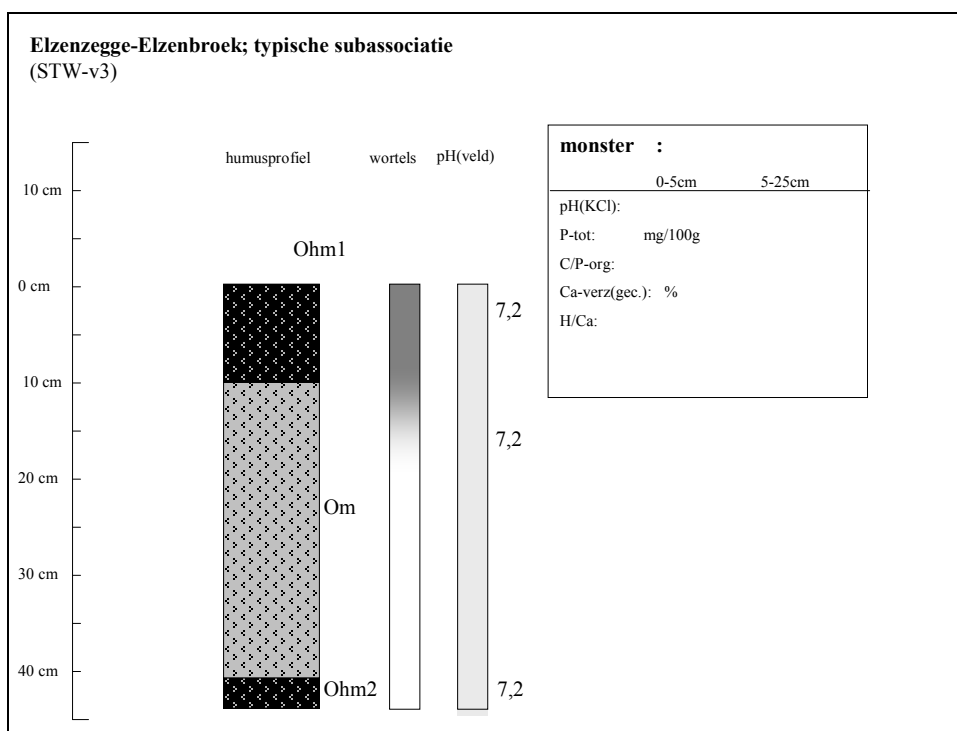 Elzenzegge-Elzenbroek; typische subassociatie
(STW-v3)
humusprofiel wortels pH(veld)
10 cm
0 cm
10 cm
20 cm
30 cm
40 cm
Ohm1
Om
Ohm2
7,2
7,2
7,2
monster :
0-5cm 5-25cm
pH(KCl):
P-tot: mg/100g
C/P-org:
Ca-verz(gec.): %
H/Ca: